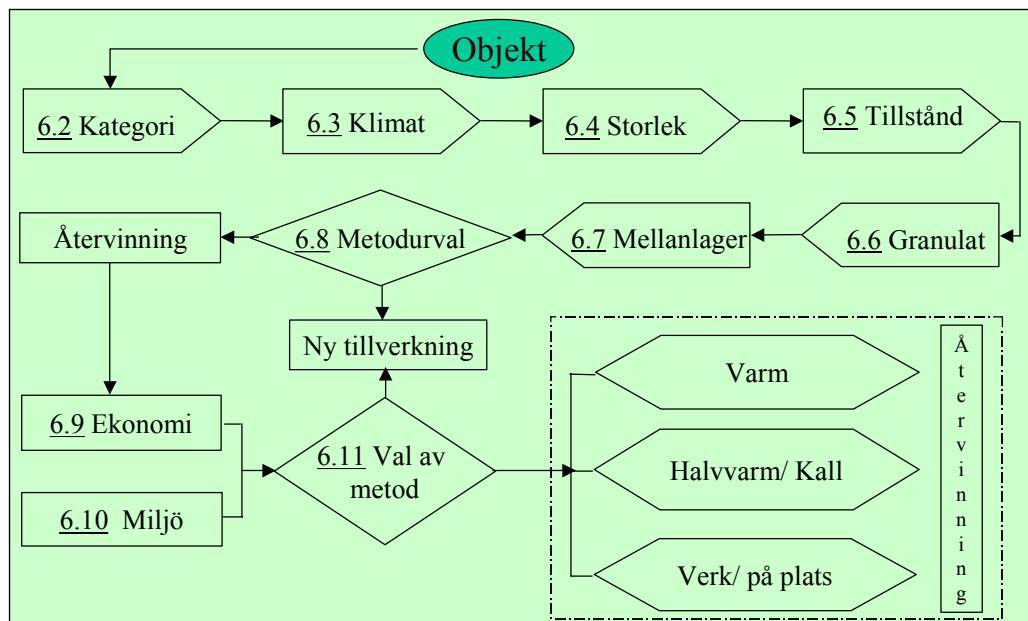 Objekt
6.2 Kategori
6.3 Klimat
6.4 Storlek
6.5 Tillstånd
Återvinning
6.8 Metodurval
6.7 Mellanlager
6.6 Granulat
Ny tillverkning
Varm
6.9 Ekonomi
6.11 Val av
metod
Halvvarm/ Kall
6.10 Miljö
Verk/ på plats
Återvinning